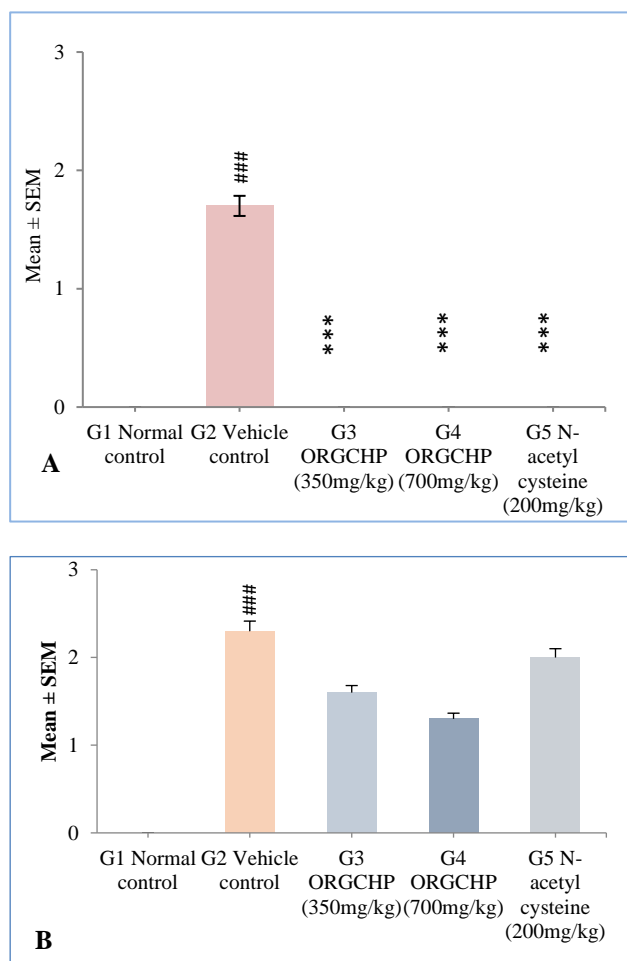 3
###
Mean ± SEM
2
1
***
***
***
0
G1 Normal control
G2 Vehicle control
G3 ORGCHP (350mg/kg)
G4 ORGCHP (700mg/kg)
G5 N-acetyl cysteine (200mg/kg)
A
3
###
Mean ± SEM
2
1
0
G1 Normal control
G2 Vehicle control
G3 ORGCHP (350mg/kg)
G4 ORGCHP (700mg/kg)
G5 N-acetyl cysteine (200mg/kg)
B